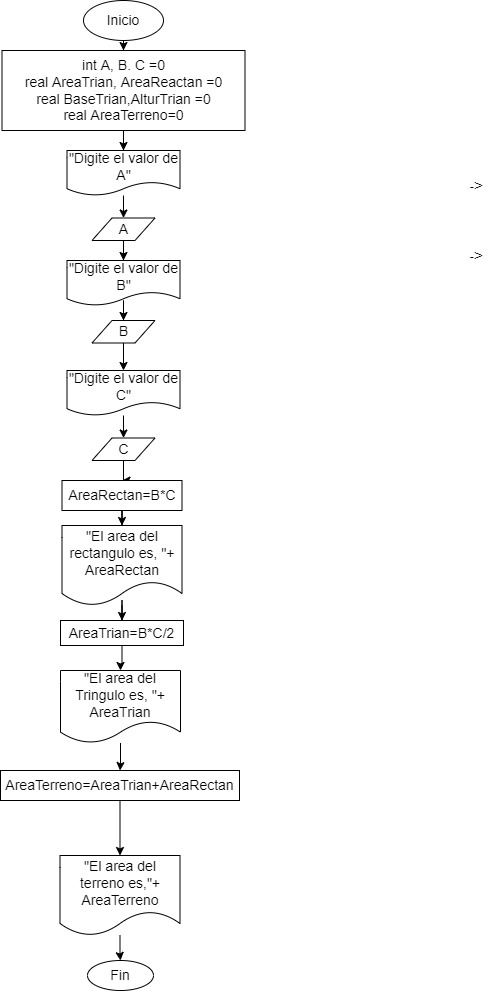 Inicio
int A, B. C =0
real AreaTrian, AreaReactan =0
real BaseTrian,AlturTrian =0
real AreaTerreno=0
"Digite el valor de
A"
->
A
->
"Digite el valor de
B"
B
"Digite el valor de
C"
C
AreaRectan=B*C
"El area del
rectangulo es, "+
AreaRectan
AreaTrian=B*C/2
"El area del
Tringulo es, "+
AreaTrian
AreaTerreno=AreaTrian+AreaRectan
"El area del
terreno es,"+
AreaTerreno
Fin